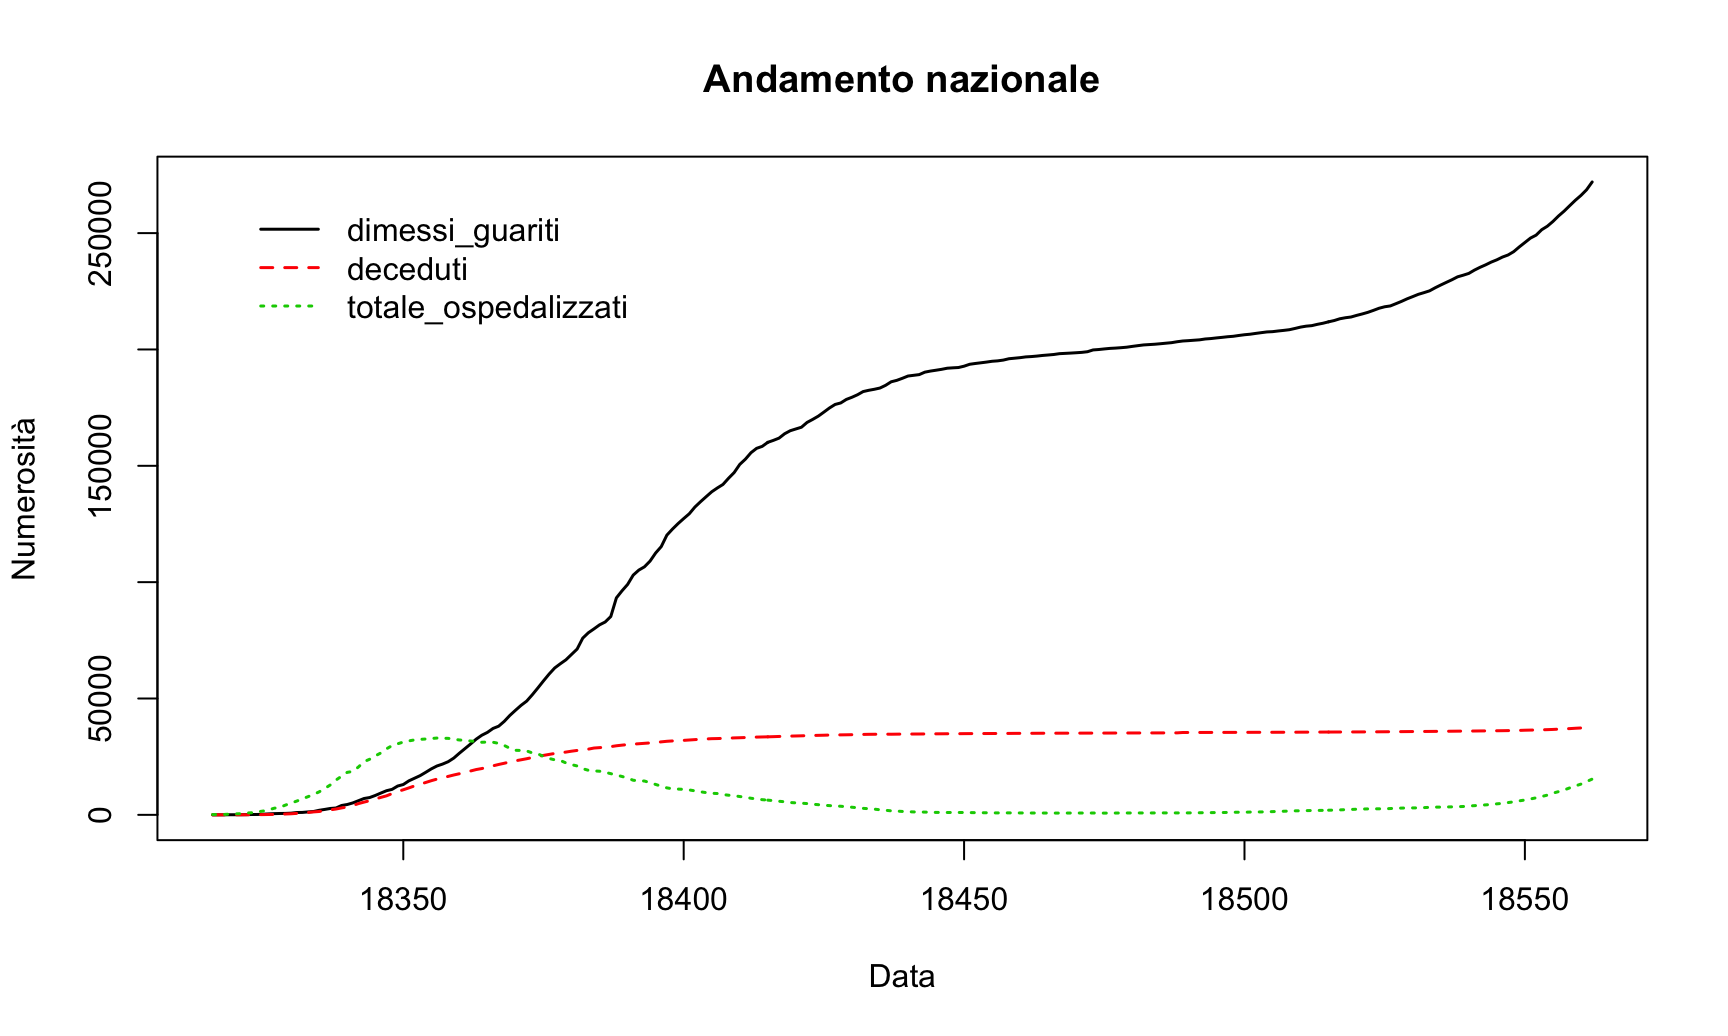 Andamento nazionale
dimessi_guariti
deceduti
totale_ospedalizzati
Numerosità
250000
150000
50000
0
18350 18400 18450 18500 18550
Data